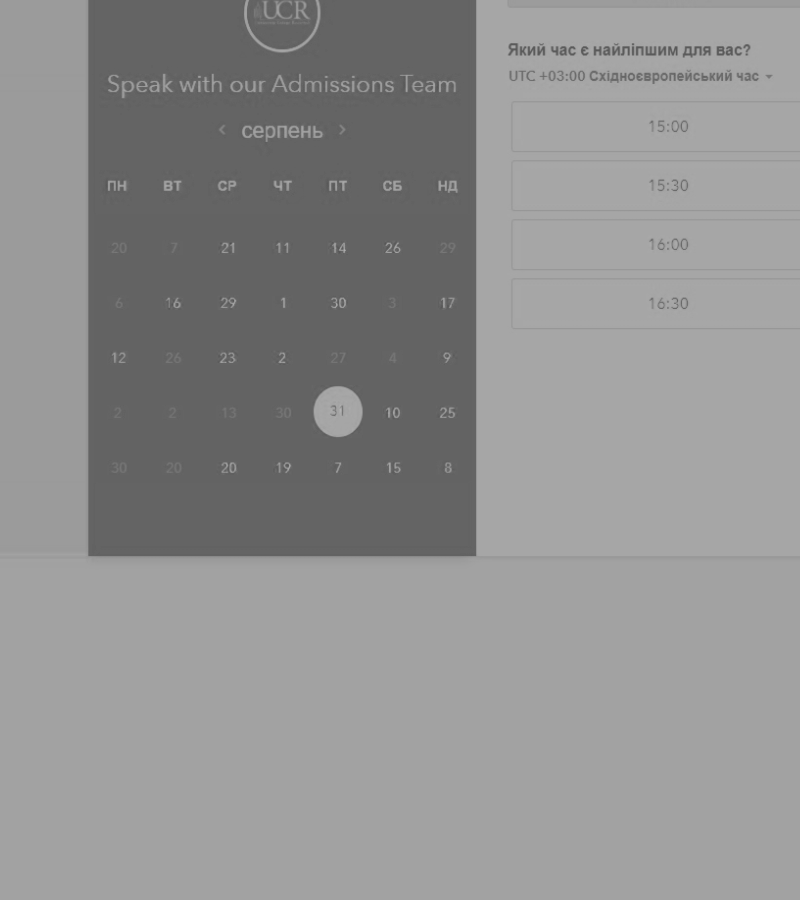 UCR
Speak with our Admissions Team
серпень
ПН ВТ СР ЧТ ПТ СБ НД
20 7 21 11 14 26 29
6 16 29 1 30 3 17
12 26 23 2 27 4 9
2 2 13 30 31 10 25
30 20 20 19 7 15 8
Який час є найліпшим для вас?
UTC +03:00 Східноєвропейський час
15:00
15:30
16:00
16:30